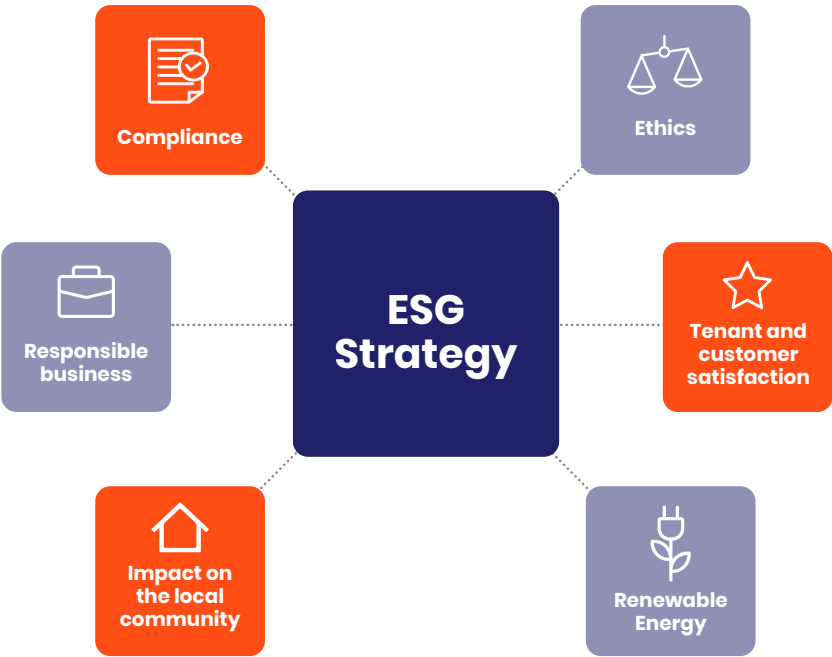 Compliance
Ethics
ESG
Strategy
Responsible
business
Tenant and
customer
satisfaction
Impact on
the local
community
Renewable
Energy